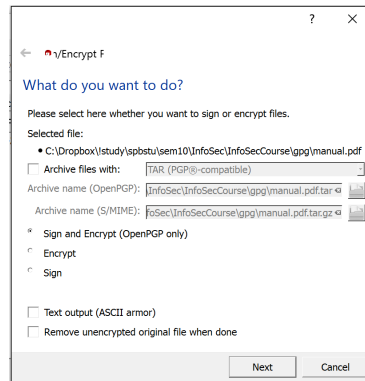 ?
n/Encrypt F
What do you want to do?
Please select here whether you want to sign or encrypt files.
Selected file:
• C:\Dropbox\!study\spbstu\sem10\InfoSec\InfoSecCourse\gpg\manual.pdf
Archive files with: TAR (PGP®-compatible)
Archive name (OpenPGP): \InfoSec\InfoSecCourse\gpg\manual.pdf.tar
Archive name (S/MIME): foSec\InfoSecCourse\gpg\manual.pdf.tar.gz
Sign and Encrypt (OpenPGP only)
Encrypt
Sign
Text output (ASCII armor)
Remove unencrypted original file when done
Next Cancel